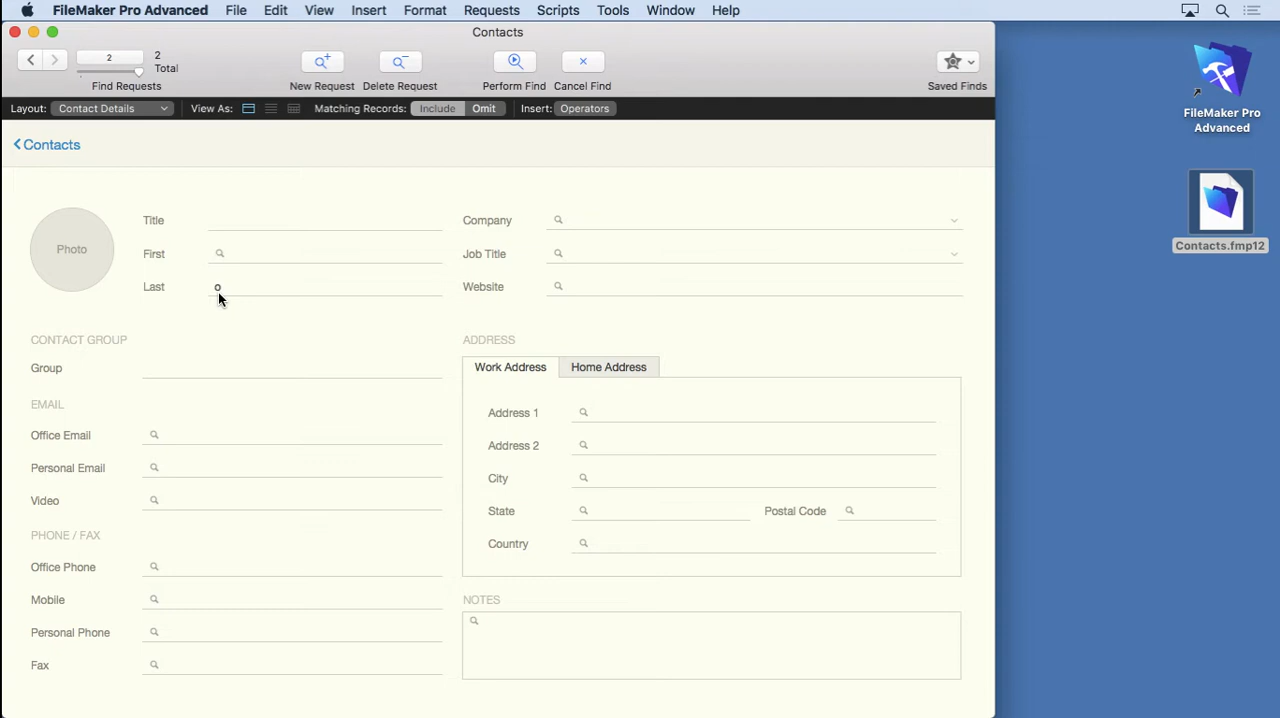 FileMaker Pro Advanced File Edit View Insert Format Requests Scripts Tools Window Help
Contacts
2 2 Total
Find Requests New Request Delete Request Perform Find Cancel Find Saved Finds
Layout: Contact Details View As: Matching Records: Include Omit Insert: Operators
Contacts
Photo
Title
First
Last o
Company
Job Title
Website
CONTACT GROUP
Group
EMAIL
Office Email
Personal Email
Video
PHONE / FAX
Office Phone
Mobile
Personal Phone
Fax
ADDRESS
Work Address Home Address
Address 1
Address 2
City
State Postal Code
Country
NOTES
FileMaker Pro
Advanced
Contacts.fmp12